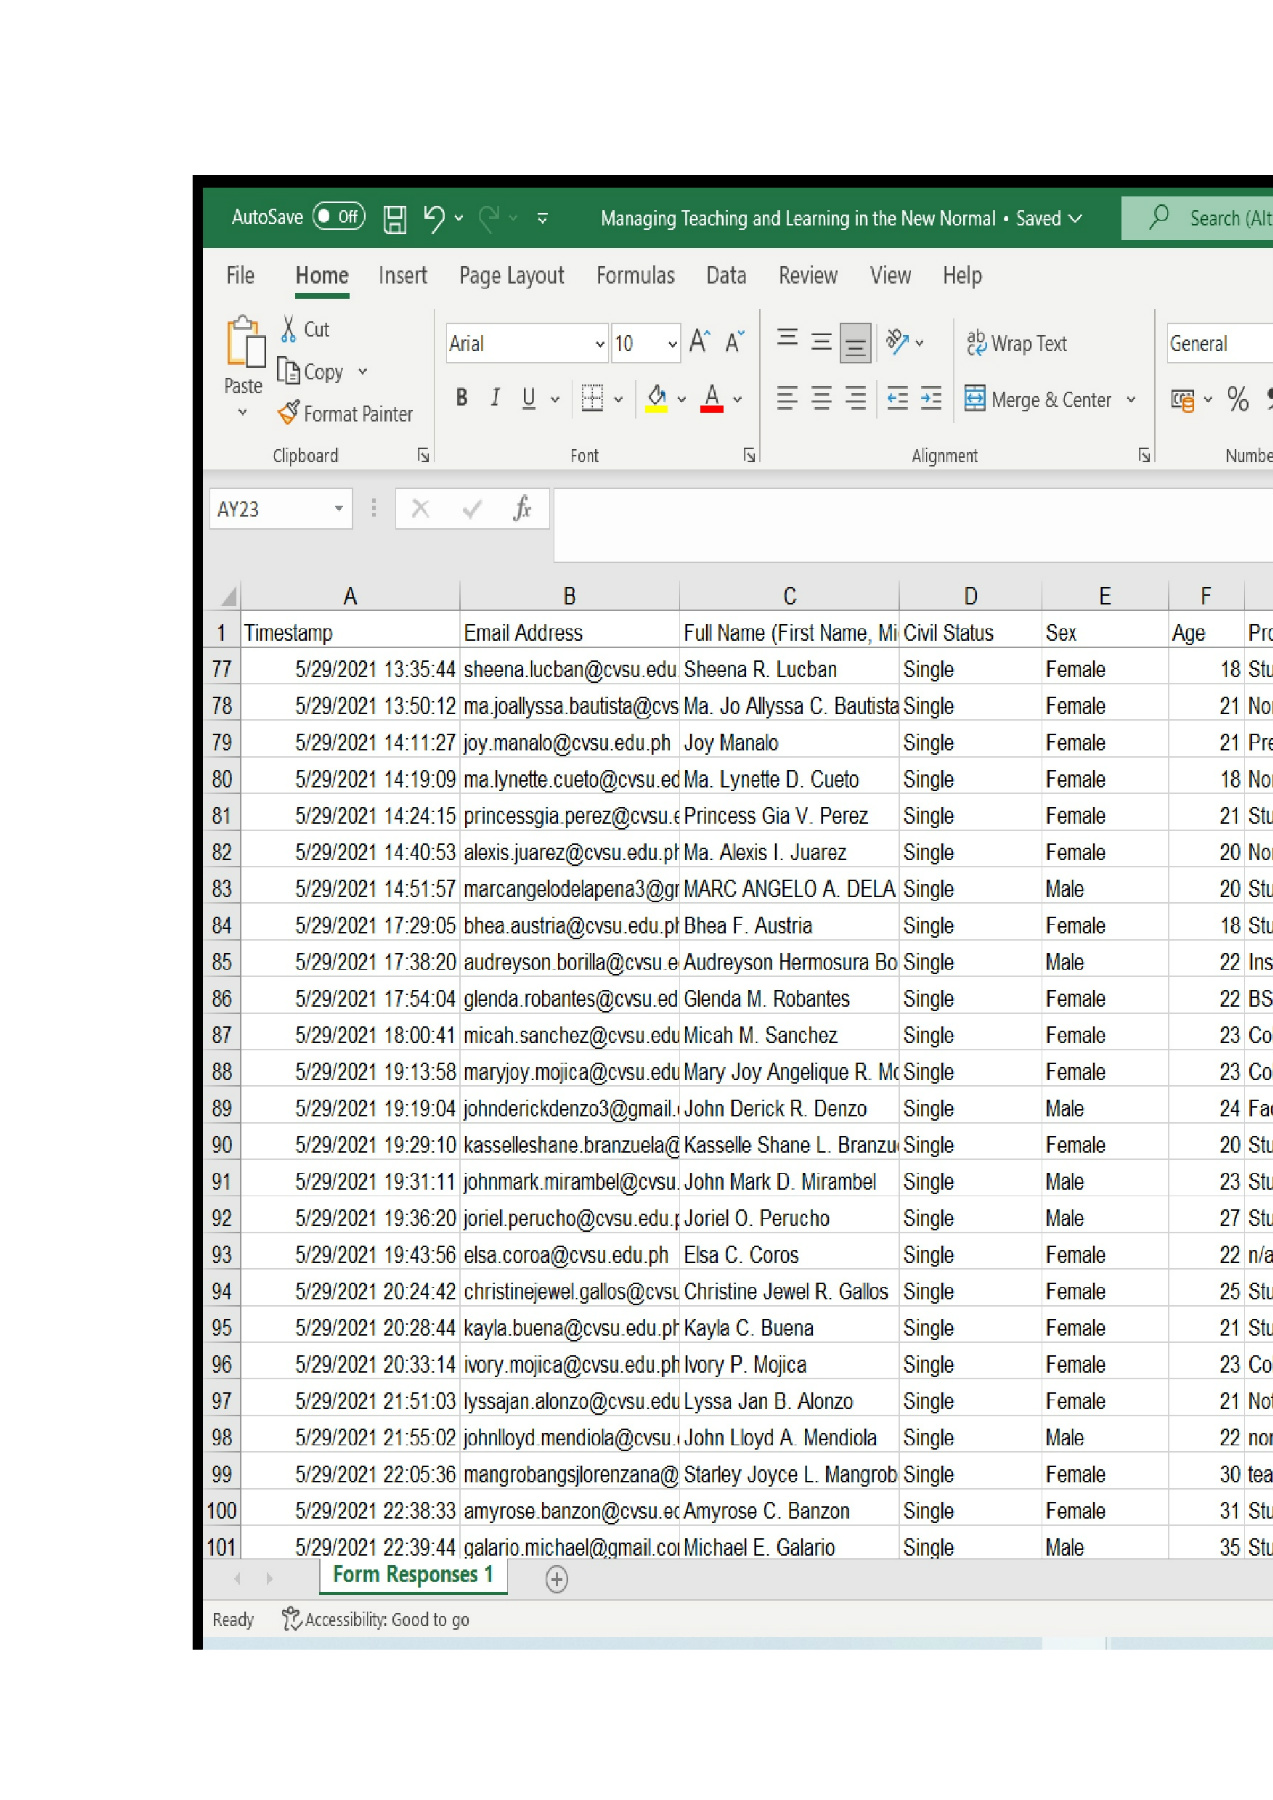 AutoSave Off Managing Teaching and Learning in the New Normal • Saved Search (Alt
File Home Insert Page Layout Formulas Data Review View Help
Paste Cut Copy Format Painter
Clipboard
Arial 10 A^ A˅
B I U A
Font
ab Wrap Text
Merge & Center
Alignment
General
%
Numbe
AY23 fx
A B C D E F
1 Timestamp Email Address Full Name (First Name, Mi Civil Status Sex Age Pro
77 5/29/2021 13:35:44 sheena.lucban@cvsu.edu. Sheena R. Lucban Single Female 18 Stu
78 5/29/2021 13:50:12 ma.joallyssa.bautista@cvs Ma. Jo Allyssa C. Bautista Single Female 21 Nor
79 5/29/2021 14:11:27 joy.manalo@cvsu.edu.ph Joy Manalo Single Female 21 Pre
80 5/29/2021 14:19:09 ma.lynette.cueto@cvsu.ed Ma. Lynette D. Cueto Single Female 18 Nor
81 5/29/2021 14:24:15 princessgia.perez@cvsu.e Princess Gia V. Perez Single Female 21 Stu
82 5/29/2021 14:40:53 alexis.juarez@cvsu.edu.ph Ma. Alexis I. Juarez Single Female 20 Nor
83 5/29/2021 14:51:57 marcangelodelapena3@gr MARC ANGELO A. DELA Single Male 20 Stu
84 5/29/2021 17:29:05 bhea.austria@cvsu.edu.ph Bhea F. Austria Single Female 18 Stu
85 5/29/2021 17:38:20 audreyson.borilla@cvsu.e Audreyson Hermosura Bo Single Male 22 Ins
86 5/29/2021 17:54:04 glenda.robantes@cvsu.ed Glenda M. Robantes Single Female 22 BS
87 5/29/2021 18:00:41 micah.sanchez@cvsu.edu Micah M. Sanchez Single Female 23 Co
88 5/29/2021 19:13:58 maryjoy.mojica@cvsu.edu Mary Joy Angelique R. Mo Single Female 23 Co
89 5/29/2021 19:19:04 johnderickdenzo3@gmail. John Derick R. Denzo Single Male 24 Fac
90 5/29/2021 19:29:10 kasselleshane.branzuela@ Kasselle Shane L. Branzu Single Female 20 Stu
91 5/29/2021 19:31:11 johnmark.mirambel@cvsu. John Mark D. Mirambel Single Male 23 Stu
92 5/29/2021 19:36:20 joriel.perucho@cvsu.edu.p Joriel O. Perucho Single Male 27 Stu
93 5/29/2021 19:43:56 elsa.coroa@cvsu.edu.ph Elsa C. Coros Single Female 22 n/a
94 5/29/2021 20:24:42 christinejewel.gallos@cvsu Christine Jewel R. Gallos Single Female 25 Stu
95 5/29/2021 20:28:44 kayla.buena@cvsu.edu.ph Kayla C. Buena Single Female 21 Stu
96 5/29/2021 20:33:14 ivory.mojica@cvsu.edu.ph Ivory P. Mojica Single Female 23 Co
97 5/29/2021 21:51:03 lyssajan.alonzo@cvsu.edu Lyssa Jan B. Alonzo Single Female 21 Not
98 5/29/2021 21:55:02 johnlloyd.mendiola@cvsu. John Lloyd A. Mendiola Single Male 22 nor
99 5/29/2021 22:05:36 mangrobangsjlorenzana@ Starley Joyce L. Mangrob Single Female 30 tea
100 5/29/2021 22:38:33 amyrose.banzon@cvsu.ec Amyrose C. Banzon Single Female 31 Stu
101 5/29/2021 22:39:44 galario.michael@gmail.co Michael E. Galario Single Male 35 Stu
Form Responses 1
Ready Accessibility: Good to go